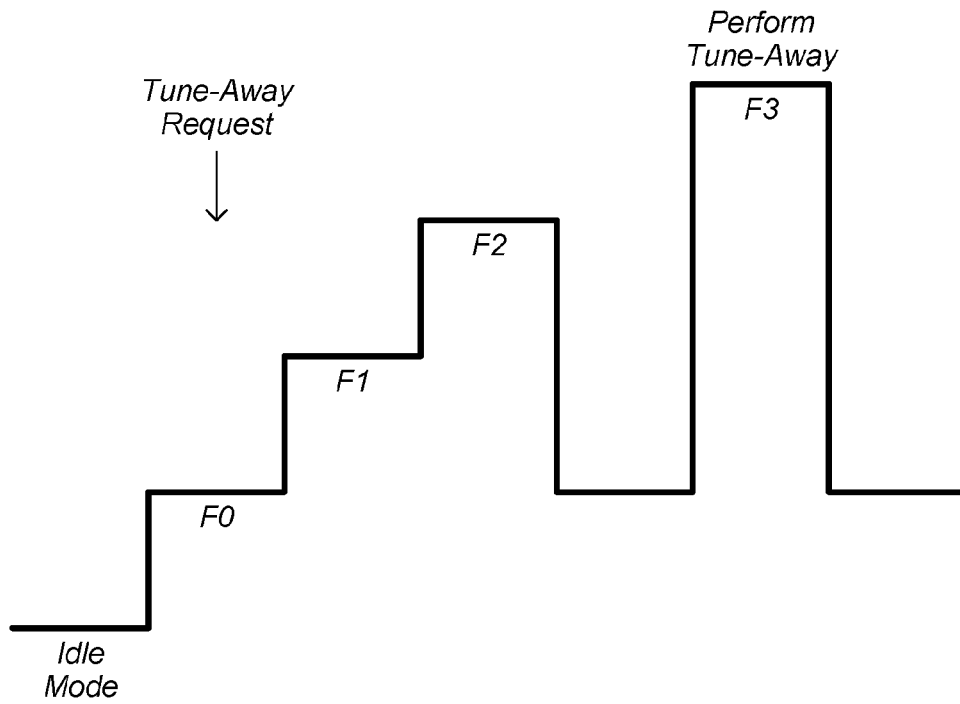 Perform
Tune-Away
F3
Tune-Away
Request
F2
F1
F0
Idle
Mode